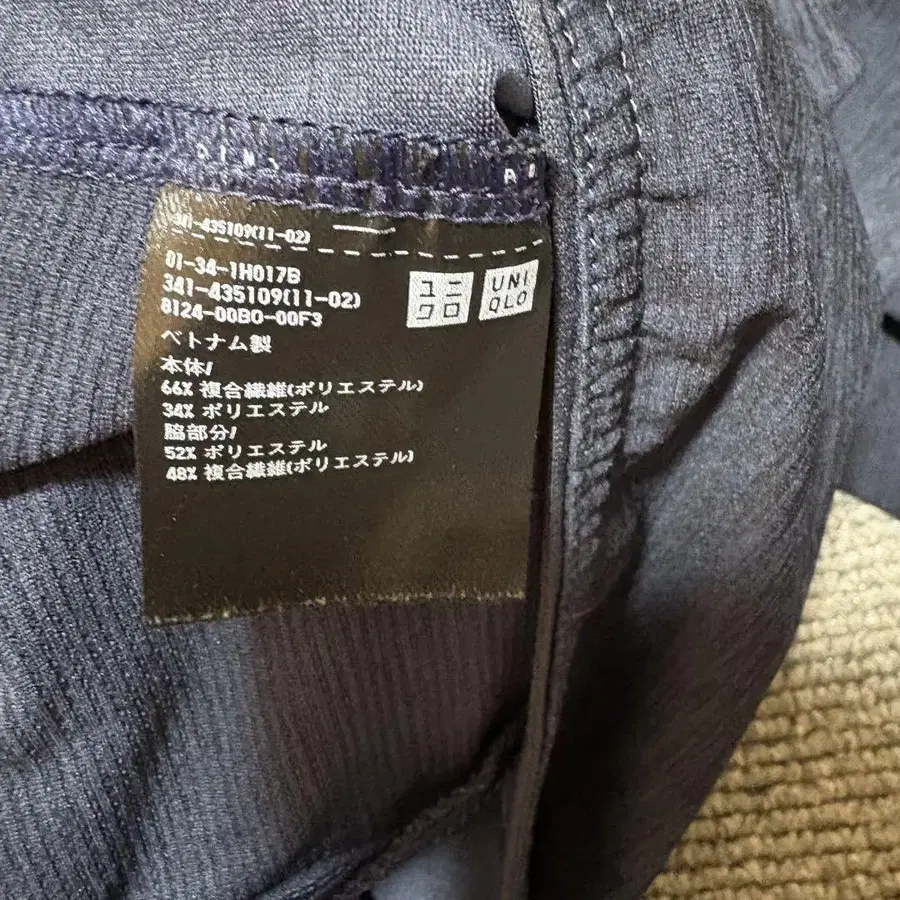 341-435109(11-02)
01-34-1H017B
341-435109(11-02)
8124-00B0-00F3
ユニ
クロ
UNI
QLO
ベトナム製
本体/
66% 複合繊維(ポリエステル)
34% ポリエステル
脇部分/
52% ポリエステル
48% 複合繊維(ポリエステル)